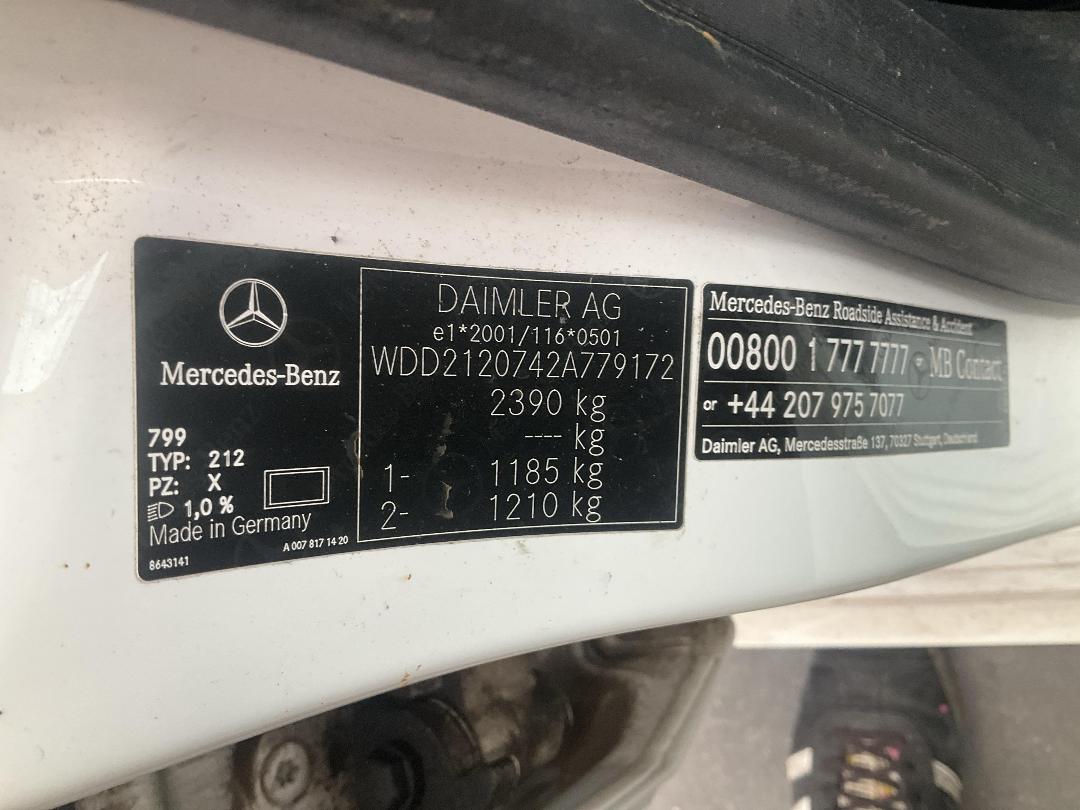 Mercedes-Benz
799
TYP: 212
PZ: X
1,0 %
Made in Germany
A 007 817 14 20
8643141
DAIMLER AG
e1*2001/116*0501
WDD2120742A779172
2390 kg
---- kg
1- 1185 kg
2- 1210 kg
Mercedes-Benz Roadside Assistance & Accident
00800 1 777 7777 MB Contact
or +44 207 975 7077
Daimler AG, Mercedesstraße 137, 70327 Stuttgart, Deutschland